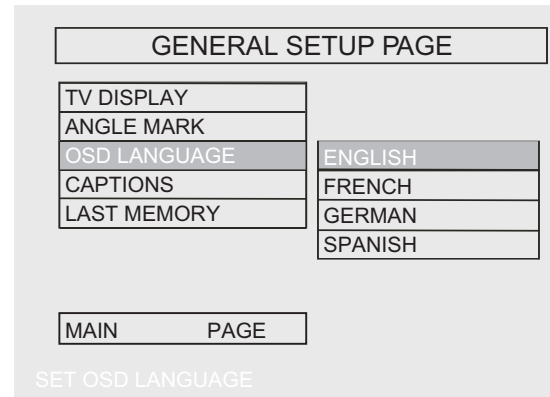 GENERAL SETUP PAGE
TV DISPLAY
ANGLE MARK
OSD LANGUAGE
CAPTIONS
LAST MEMORY
ENGLISH
FRENCH
GERMAN
SPANISH
MAIN PAGE
SET OSD LANGUAGE